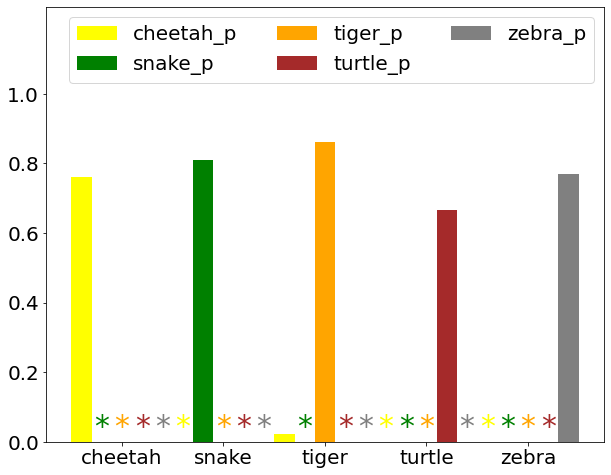 cheetah_p tiger_p zebra_p
snake_p turtle_p
1.0
0.8
0.6
0.4
0.2
0.0
* * * * * * * * * * * * * * * * * * *
cheetah snake tiger turtle zebra